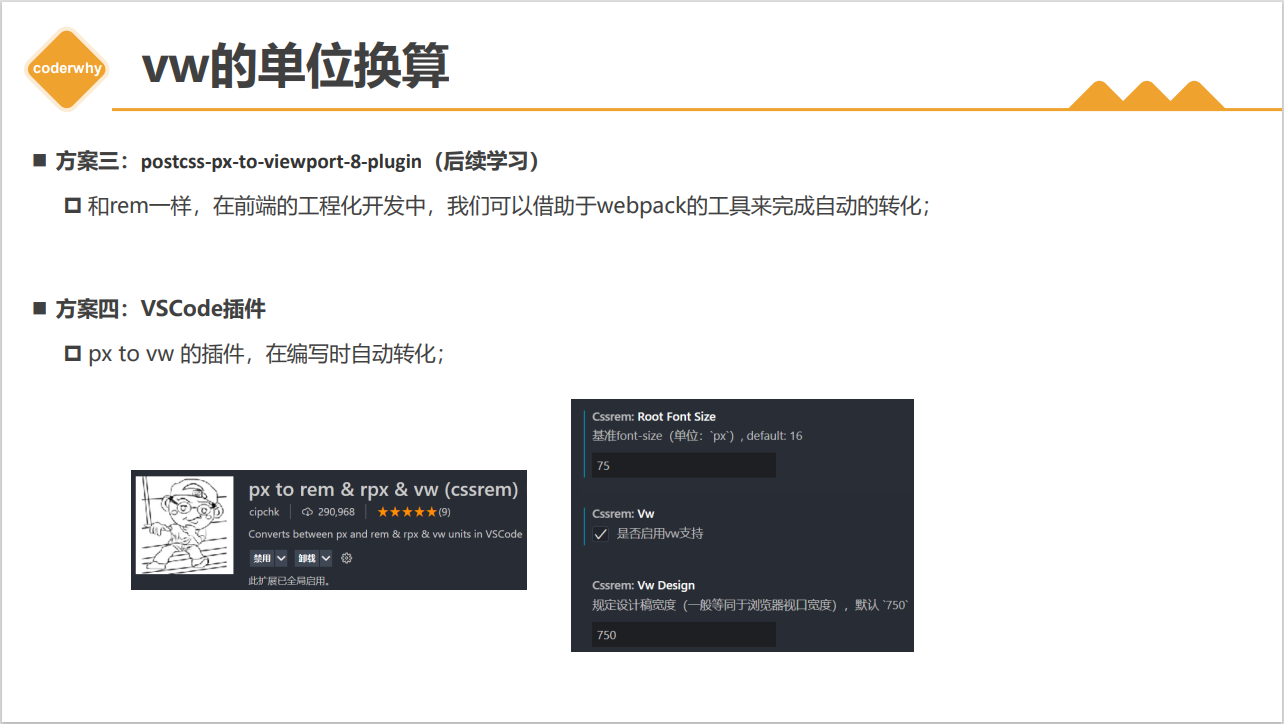 coderwhy
vw的单位换算
方案三：postcss-px-to-viewport-8-plugin（后续学习）
和rem一样，在前端的工程化开发中，我们可以借助于webpack的工具来完成自动的转化；
方案四：VSCode插件
px to vw 的插件，在编写时自动转化；
px to rem & rpx & vw (cssrem)
cipchk 290,968 (9)
Converts between px and rem & rpx & vw units in VSCode
禁用 卸载
此扩展已全局启用。
Cssrem: Root Font Size
基准font-size（单位：`px`）, default: 16
75
Cssrem: Vw
是否启用vw支持
Cssrem: Vw Design
规定设计稿宽度（一般等同于浏览器视口宽度），默认 `750`
750